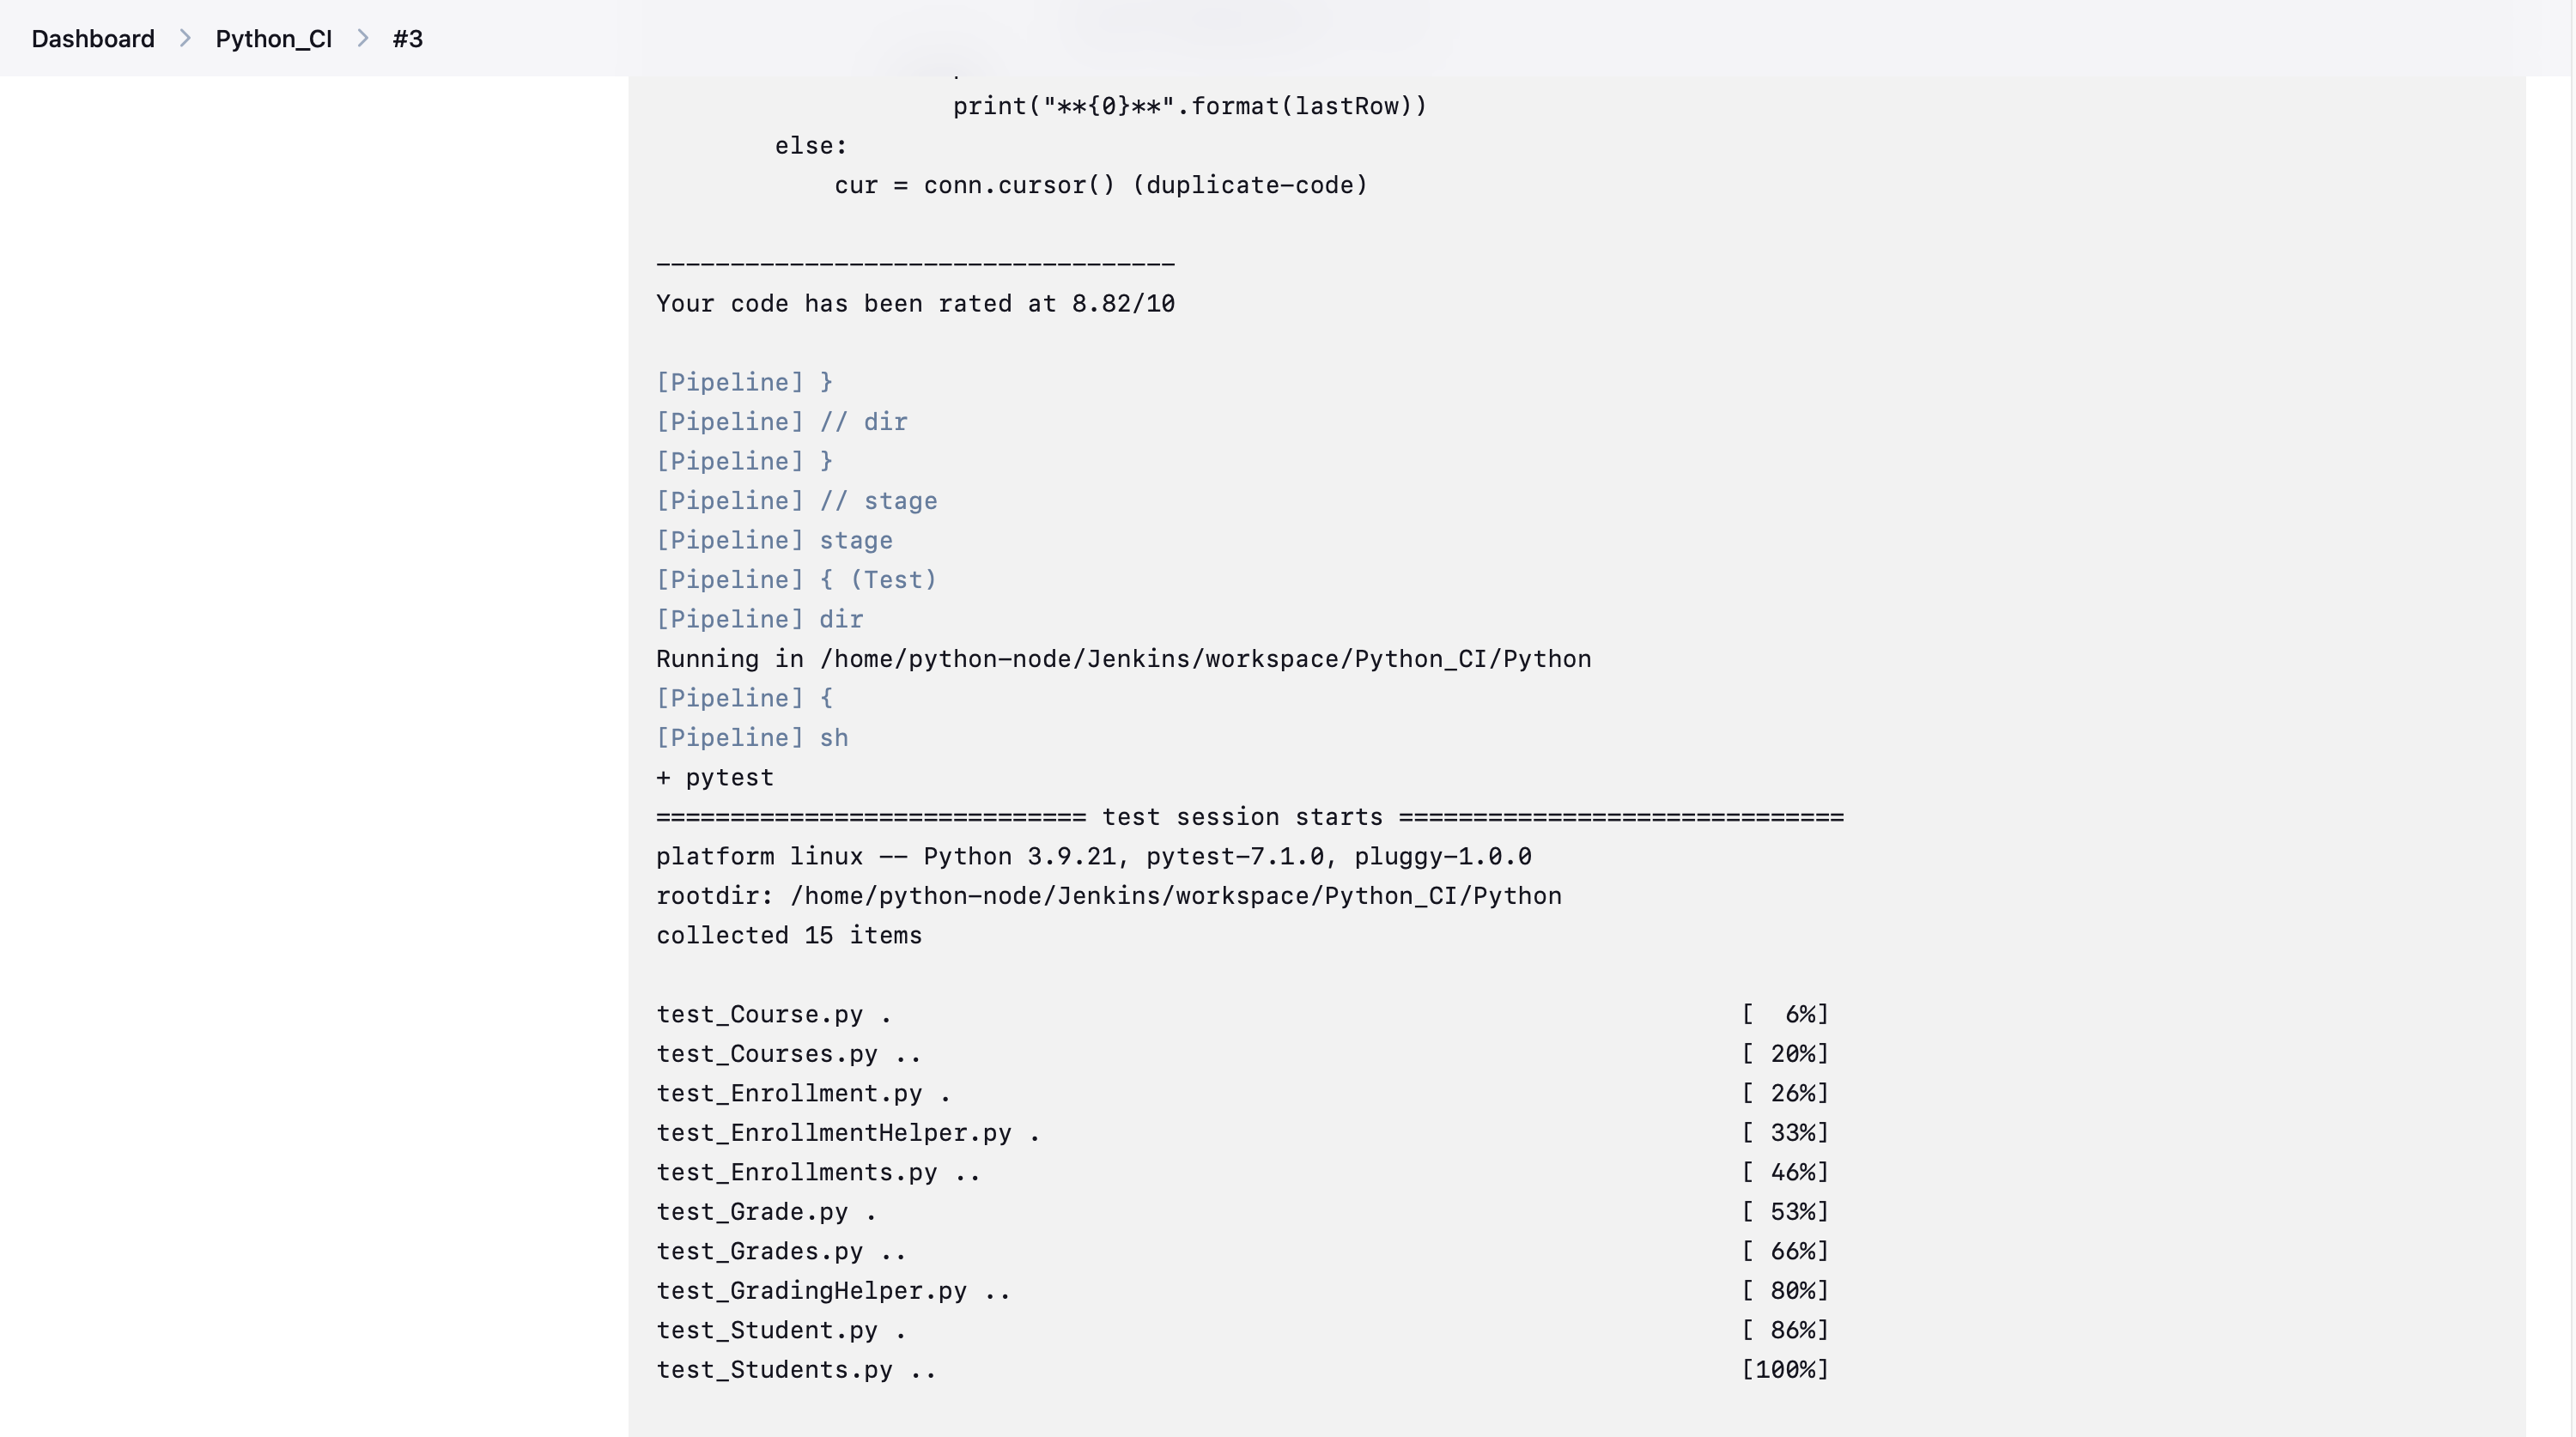 Dashboard > Python_CI > #3
print("**{0}**".format(lastRow))
else:
cur = conn.cursor() (duplicate-code)
-----------------------------------
Your code has been rated at 8.82/10
[Pipeline] }
[Pipeline] // dir
[Pipeline] }
[Pipeline] // stage
[Pipeline] stage
[Pipeline] { (Test)
[Pipeline] dir
Running in /home/python-node/Jenkins/workspace/Python_CI/Python
[Pipeline] {
[Pipeline] sh
+ pytest
============================= test session starts ==============================
platform linux -- Python 3.9.21, pytest-7.1.0, pluggy-1.0.0
rootdir: /home/python-node/Jenkins/workspace/Python_CI/Python
collected 15 items
test_Course.py . [  6%]
test_Courses.py .. [ 20%]
test_Enrollment.py . [ 26%]
test_EnrollmentHelper.py . [ 33%]
test_Enrollments.py .. [ 46%]
test_Grade.py . [ 53%]
test_Grades.py .. [ 66%]
test_GradingHelper.py .. [ 80%]
test_Student.py . [ 86%]
test_Students.py .. [100%]